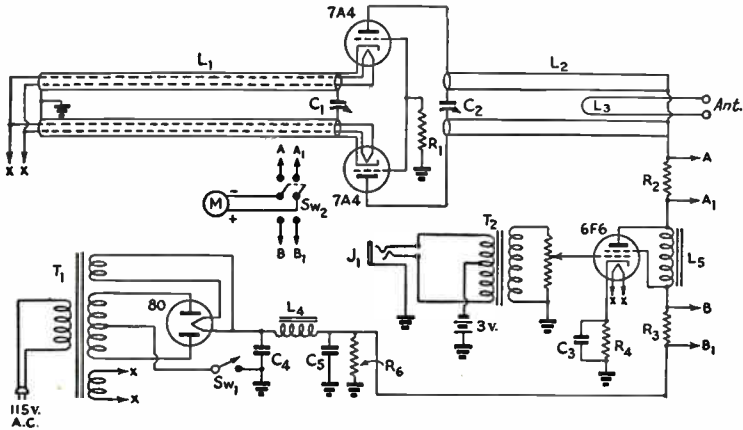 7A4
L1
L2
C1
C2
L3
Ant.
R1
x x
A A1
M
-
+
Sw2
7A4
B B1
A
R2
A1
T1
80
L4
J1
T2
6F6
L5
x x
3 v.
B
R3
B1
C3
R4
C4
C5
R6
Sw1
x
x
115 v.
A.C.